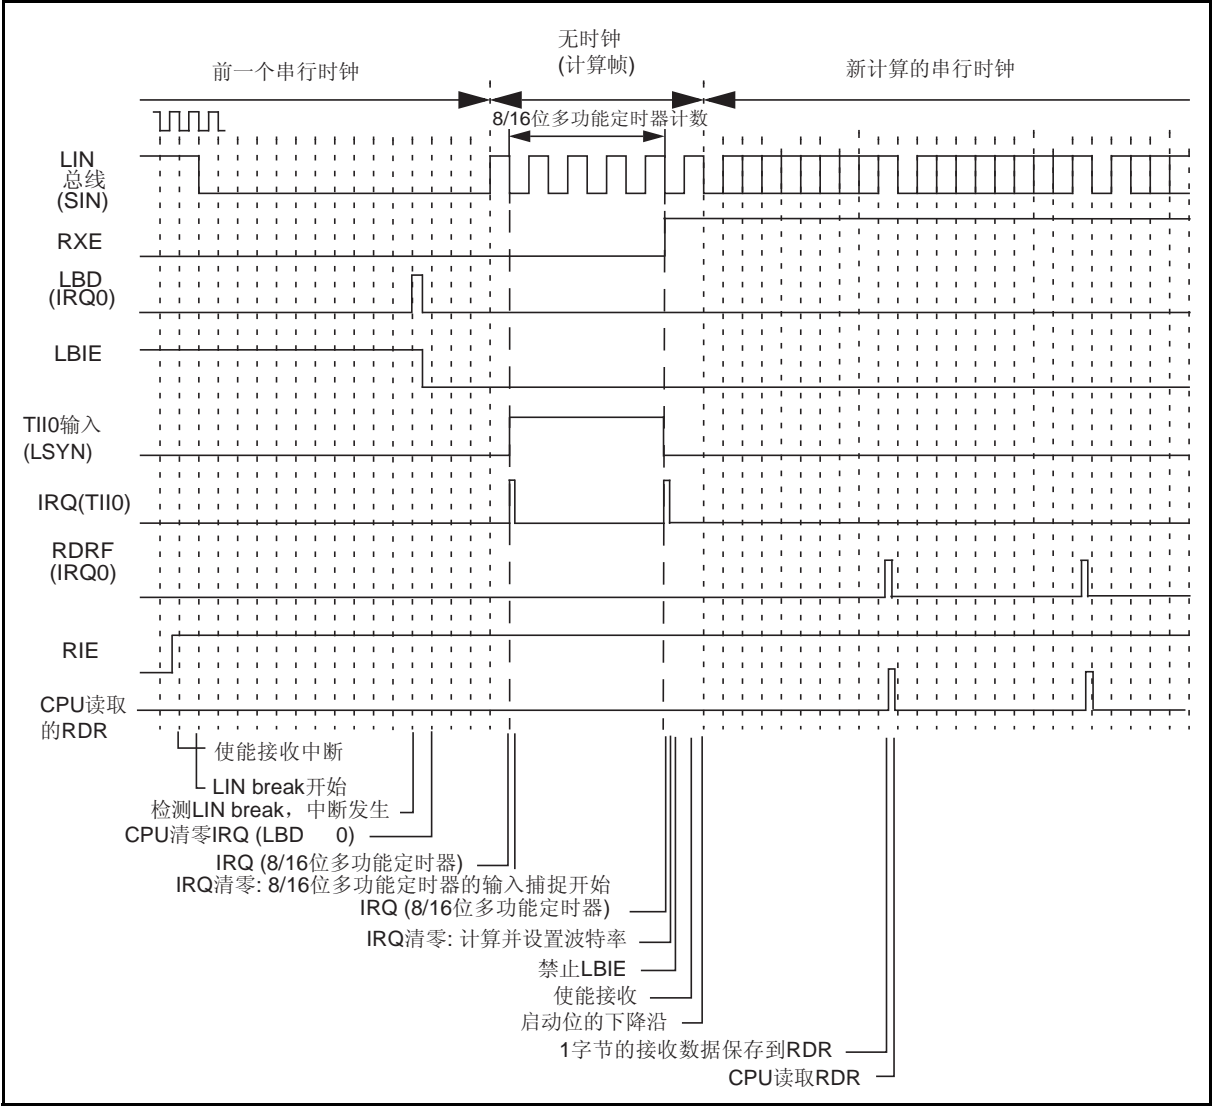 无时钟
(计算帧)
前一个串行时钟
新计算的串行时钟
8/16位多功能定时器计数
LIN
总线
(SIN)
RXE
LBD
(IRQ0)
LBIE
TII0输入
(LSYN)
IRQ(TII0)
RDRF
(IRQ0)
RIE
CPU读取
的RDR
使能接收中断
LIN break开始
检测LIN break，中断发生
CPU清零IRQ (LBD 0)
IRQ (8/16位多功能定时器)
IRQ清零: 8/16位多功能定时器的输入捕捉开始
IRQ (8/16位多功能定时器)
IRQ清零: 计算并设置波特率
禁止LBIE
使能接收
启动位的下降沿
1字节的接收数据保存到RDR
CPU读取RDR